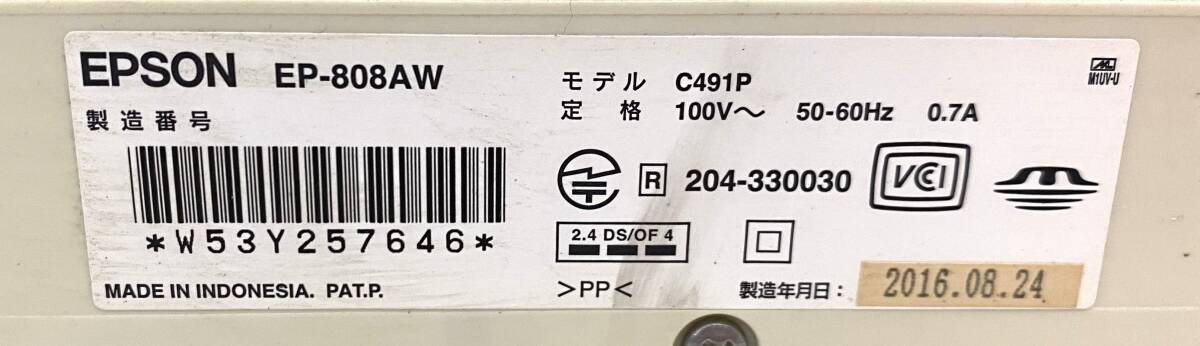 EPSON EP-808AW
製造番号
*W53Y257646*
MADE IN INDONESIA. PAT.P.
モデル C491P
定格 100V～ 50-60Hz 0.7A
R 204-330030
VCCI
2.4 DS/OF 4
>PP<
製造年月日： 2016.08.24
M1UV-U